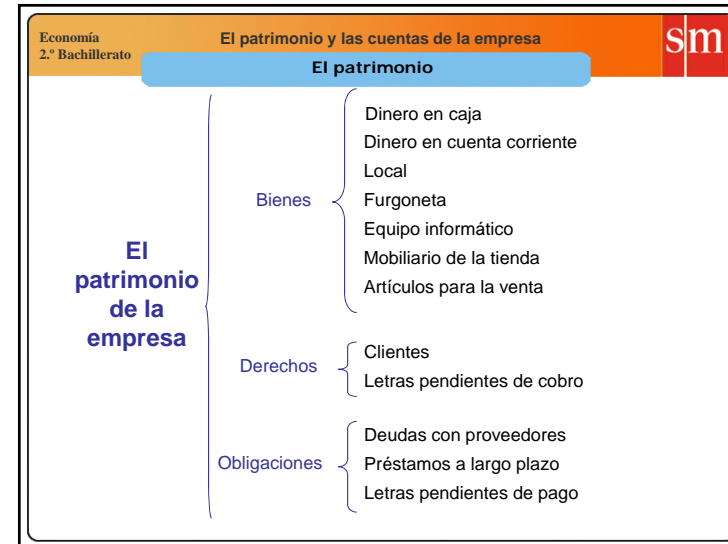 Economía
2.º Bachillerato
El patrimonio y las cuentas de la empresa
sm
El patrimonio
El
patrimonio
de la
empresa
Bienes
Dinero en caja
Dinero en cuenta corriente
Local
Furgoneta
Equipo informático
Mobiliario de la tienda
Artículos para la venta
Derechos
Clientes
Letras pendientes de cobro
Obligaciones
Deudas con proveedores
Préstamos a largo plazo
Letras pendientes de pago